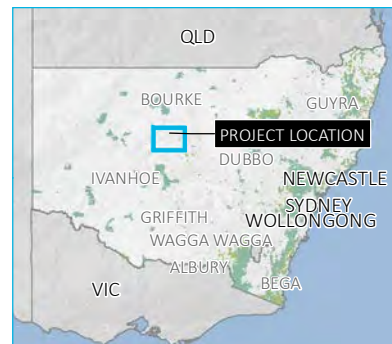 QLD
BOURKE
GUYRA
PROJECT LOCATION
DUBBO
IVANHOE
NEWCASTLE
SYDNEY
GRIFFITH
WOLLONGONG
WAGGA WAGGA
ALBURY
VIC
BEGA